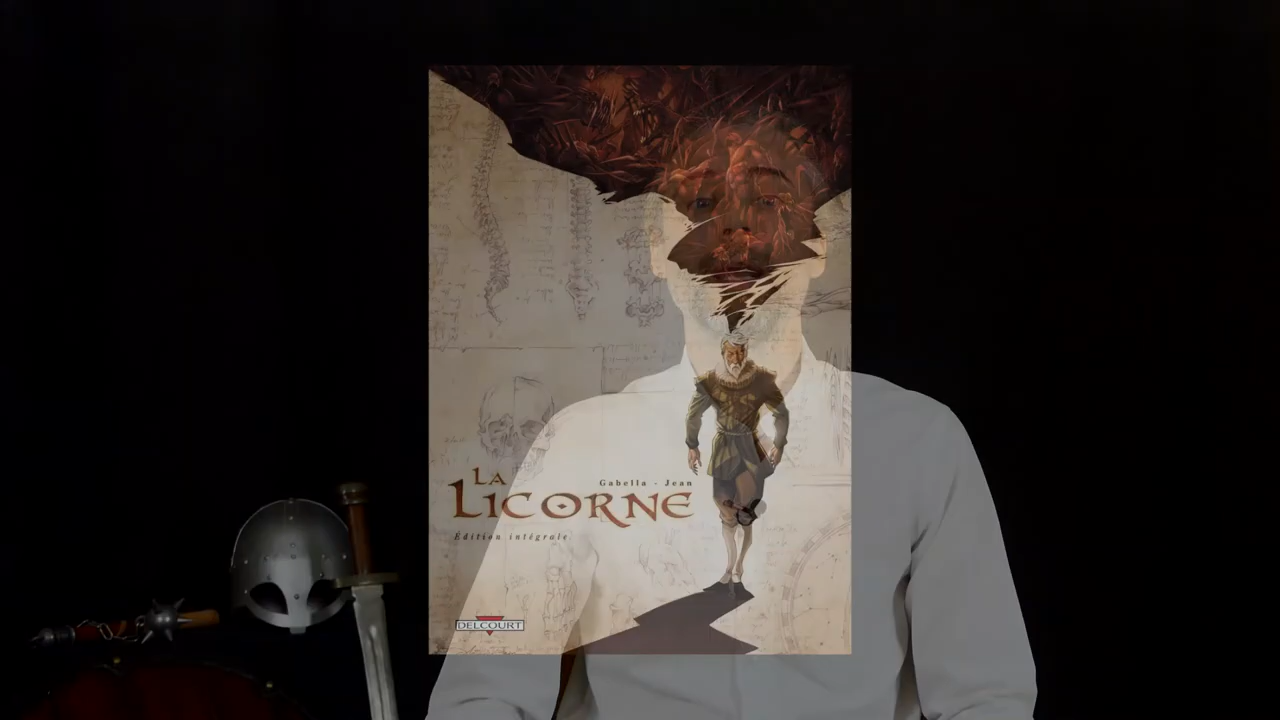 LA
LICORNE
Gabella - Jean
Édition intégrale
DELCOURT